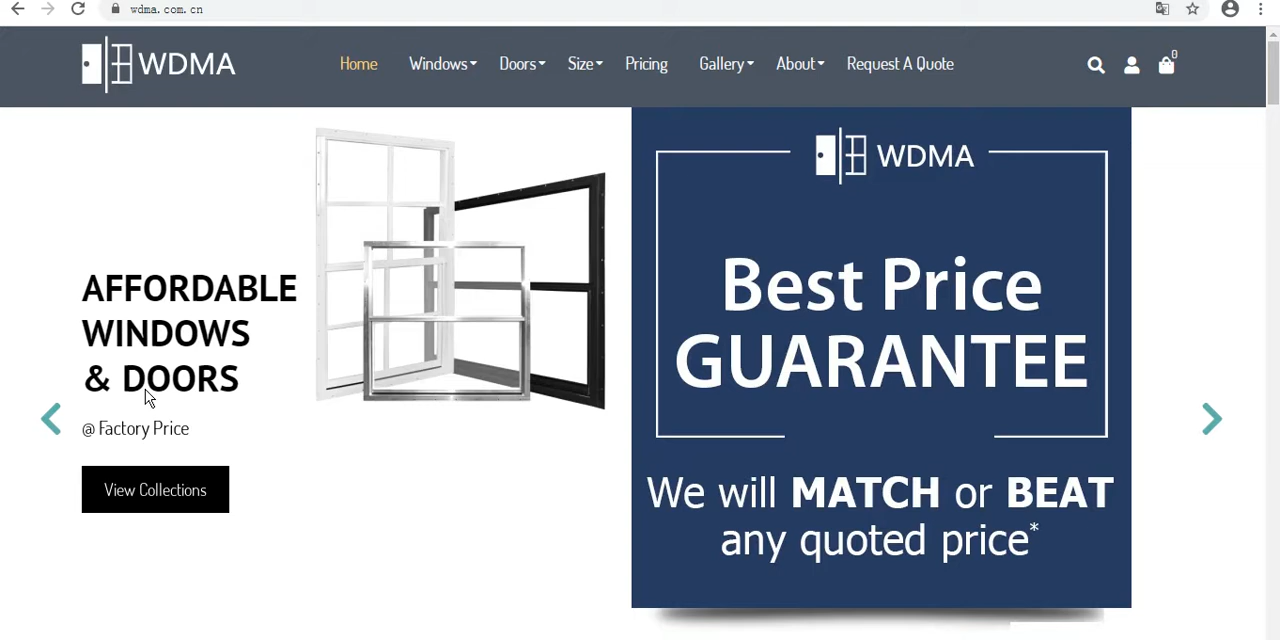 wdma.com.cn
WDMA
Home Windows Doors Size Pricing Gallery About Request A Quote
0
WDMA
Best Price
GUARANTEE
We will MATCH or BEAT
any quoted price*
AFFORDABLE
WINDOWS
& DOORS
@ Factory Price
View Collections